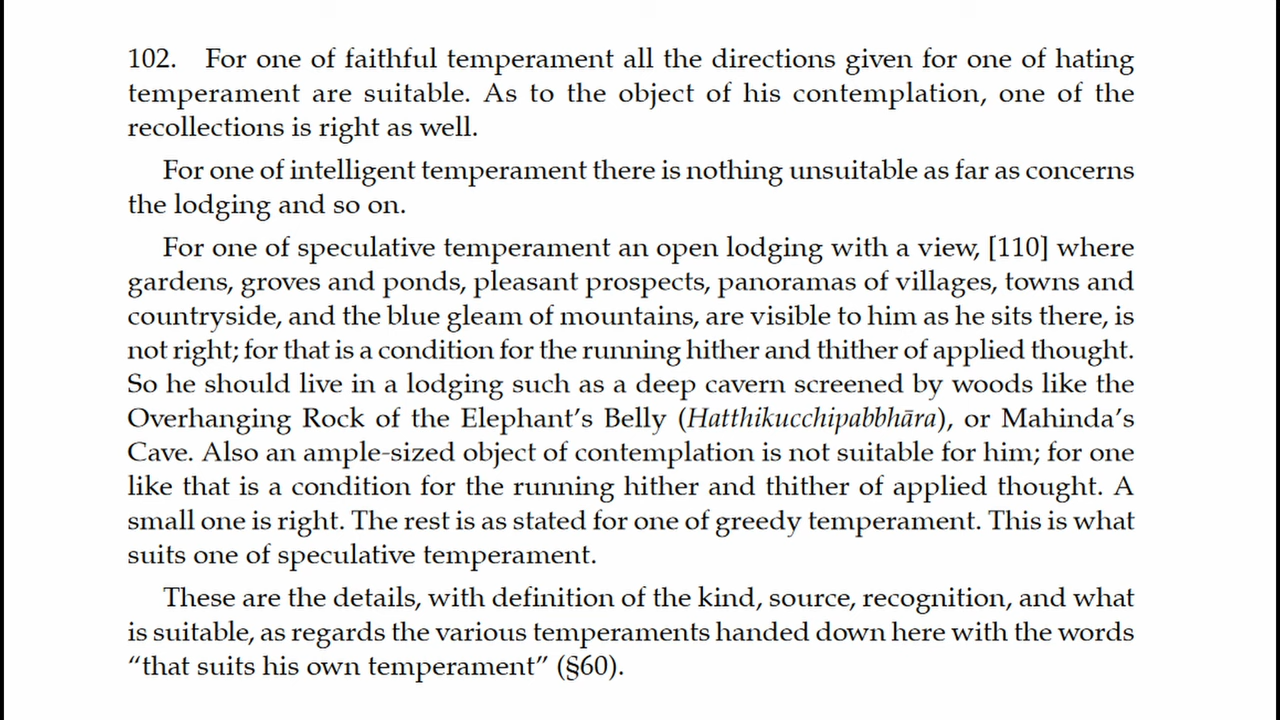 102. For one of faithful temperament all the directions given for one of hating
temperament are suitable. As to the object of his contemplation, one of the
recollections is right as well.
For one of intelligent temperament there is nothing unsuitable as far as concerns
the lodging and so on.
For one of speculative temperament an open lodging with a view, [110] where
gardens, groves and ponds, pleasant prospects, panoramas of villages, towns and
countryside, and the blue gleam of mountains, are visible to him as he sits there, is
not right; for that is a condition for the running hither and thither of applied thought.
So he should live in a lodging such as a deep cavern screened by woods like the
Overhanging Rock of the Elephant’s Belly (Hatthikucchipabbhāra), or Mahinda’s
Cave. Also an ample-sized object of contemplation is not suitable for him; for one
like that is a condition for the running hither and thither of applied thought. A
small one is right. The rest is as stated for one of greedy temperament. This is what
suits one of speculative temperament.
These are the details, with definition of the kind, source, recognition, and what
is suitable, as regards the various temperaments handed down here with the words
“that suits his own temperament” (§60).